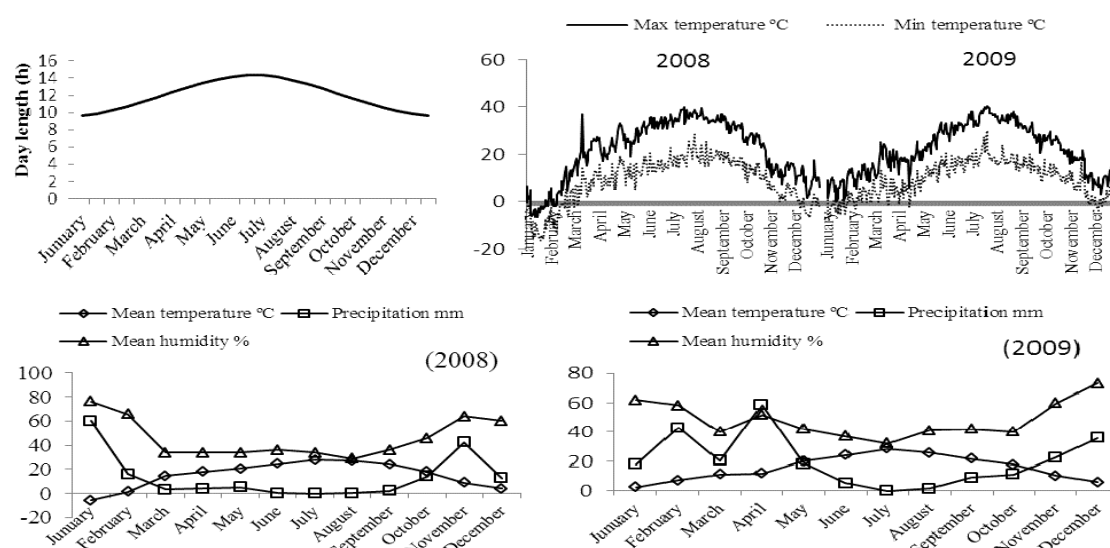 Day length (h)
16
14
12
10
8
6
4
2
0
Junuary
February
March
April
May
June
July
August
September
October
November
December
Max temperature °C
Min temperature °C
2008
2009
60
40
20
0
-20
January
February
March
April
May
June
July
August
September
October
November
December
Junuary
February
March
April
May
June
July
August
September
October
November
December
Mean temperature °C
Precipitation mm
Mean humidity %
(2008)
100
80
60
40
20
0
-20
Junuary
February
March
April
May
June
July
August
September
October
November
December
Mean temperature °C
Precipitation mm
Mean humidity %
(2009)
80
60
40
20
0
Junuary
February
March
April
May
June
July
August
September
October
November
December